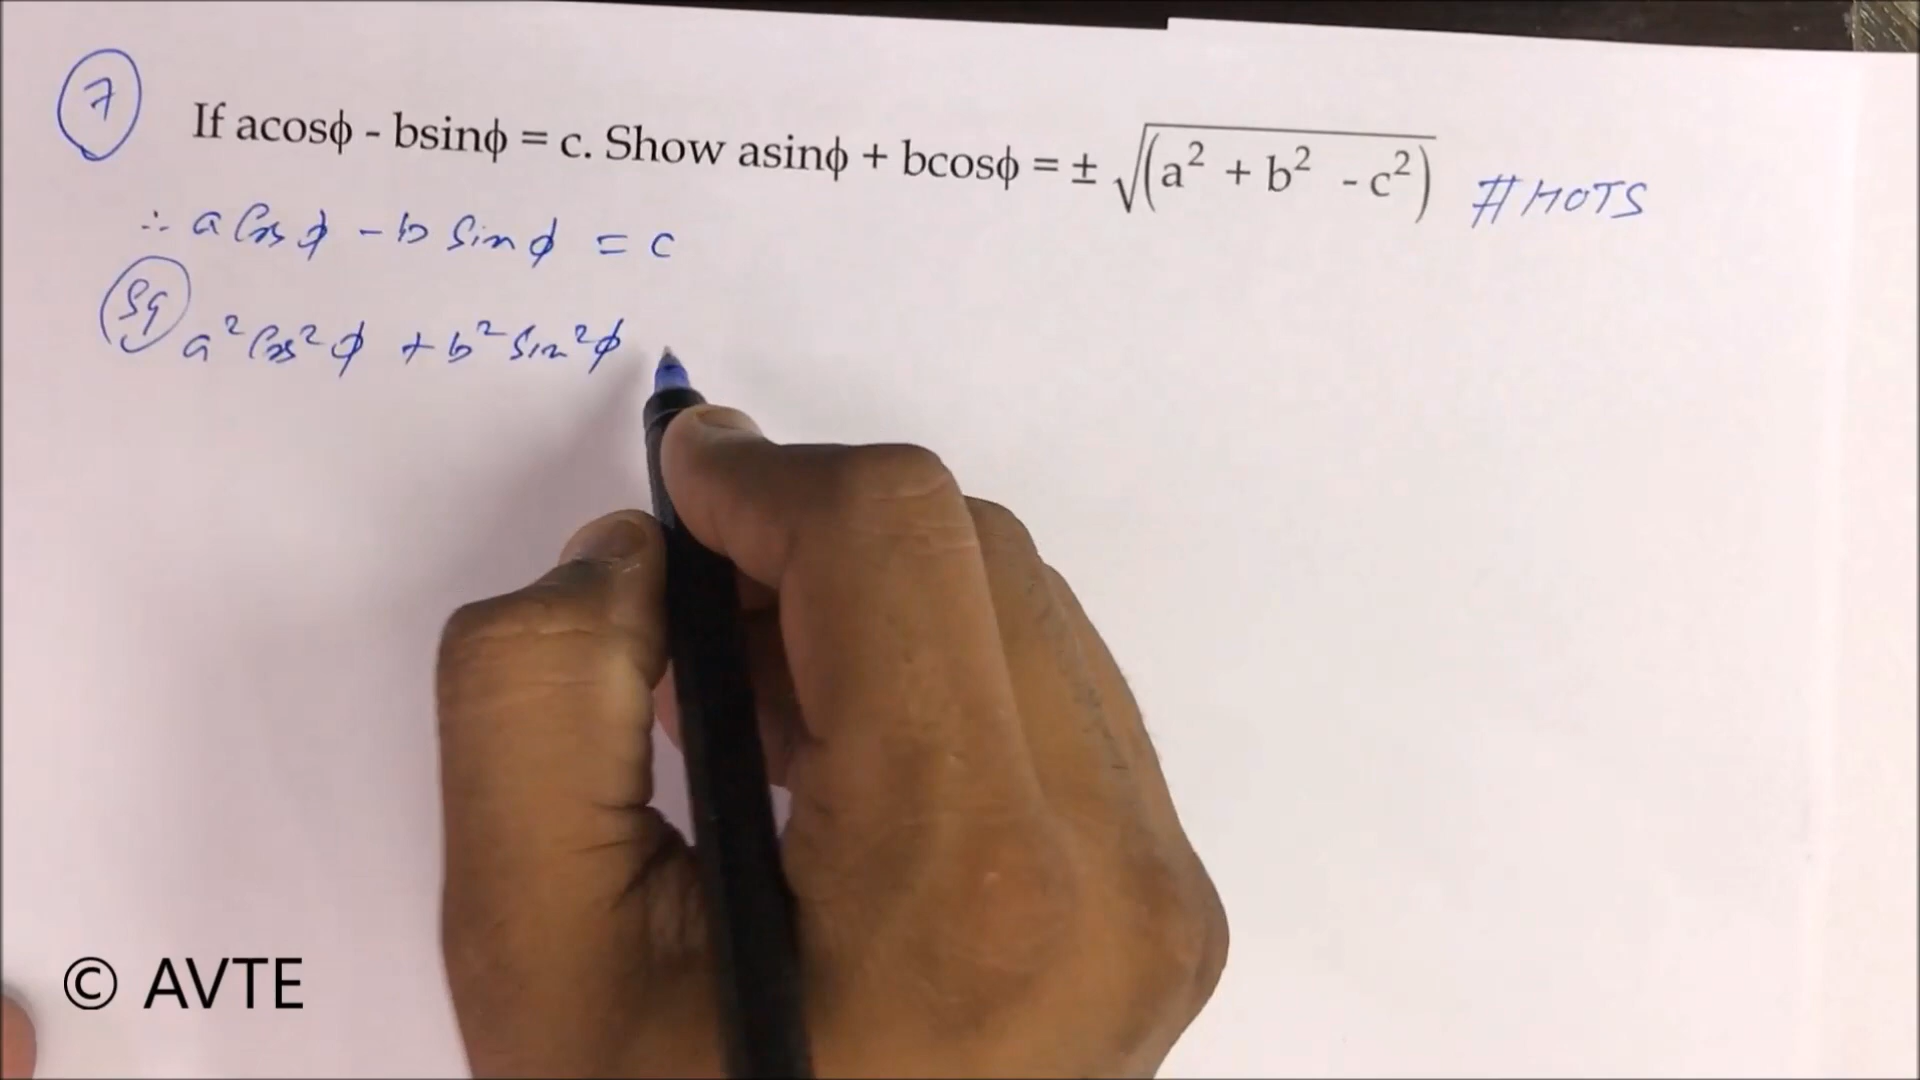 7
If acosϕ - bsinϕ = c. Show asinϕ + bcosϕ = ± √(a² + b² - c²) #HOTS
∴ a Cos ϕ - b Sin ϕ = c
Sq a² Cos² ϕ + b² Sin² ϕ
© AVTE